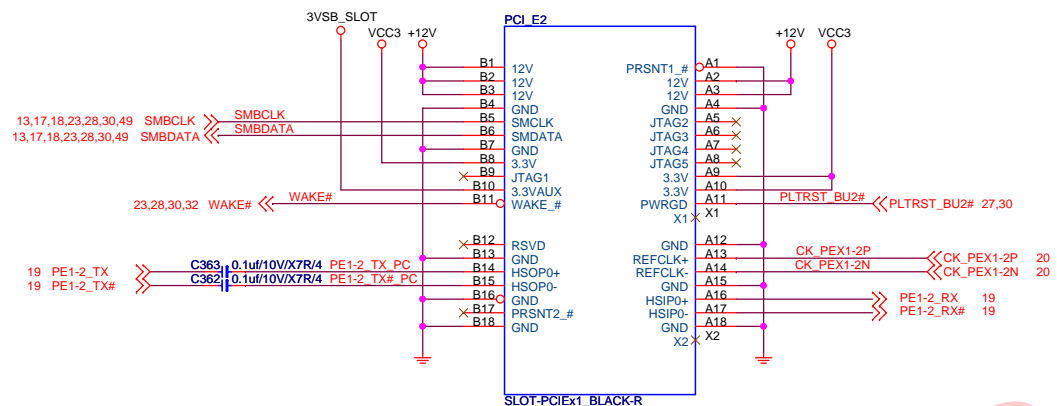 PCI_E2
3VSB_SLOT
VCC3 +12V
+12V VCC3
B1 12V
B2 12V
B3 12V
B4 GND
13,17,18,23,28,30,49 SMBCLK SMBCLK B5 SMCLK
13,17,18,23,28,30,49 SMBDATA SMBDATA B6 SMDATA
B7 GND
B8 3.3V
B9 JTAG1
B10 3.3VAUX
23,28,30,32 WAKE# WAKE# B11 WAKE_#
B12 RSVD
B13 GND
19 PE1-2_TX C363 0.1uf/10V/X7R/4 PE1-2_TX_PC B14 HSOP0+
19 PE1-2_TX# C362 0.1uf/10V/X7R/4 PE1-2_TX#_PC B15 HSOP0-
B16 GND
B17 PRSNT2_#
B18 GND
PRSNT1_# A1
12V A2
12V A3
GND A4
JTAG2 A5
JTAG3 A6
JTAG4 A7
JTAG5 A8
3.3V A9
3.3V A10
PWRGD A11 PLTRST_BU2# PLTRST_BU2# 27,30
X1 X1
GND A12
REFCLK+ A13 CK_PEX1-2P CK_PEX1-2P 20
REFCLK- A14 CK_PEX1-2N CK_PEX1-2N 20
GND A15
HSIP0+ A16 PE1-2_RX 19
HSIP0- A17 PE1-2_RX# 19
GND A18
X2 X2
SLOT-PCIEx1_BLACK-R